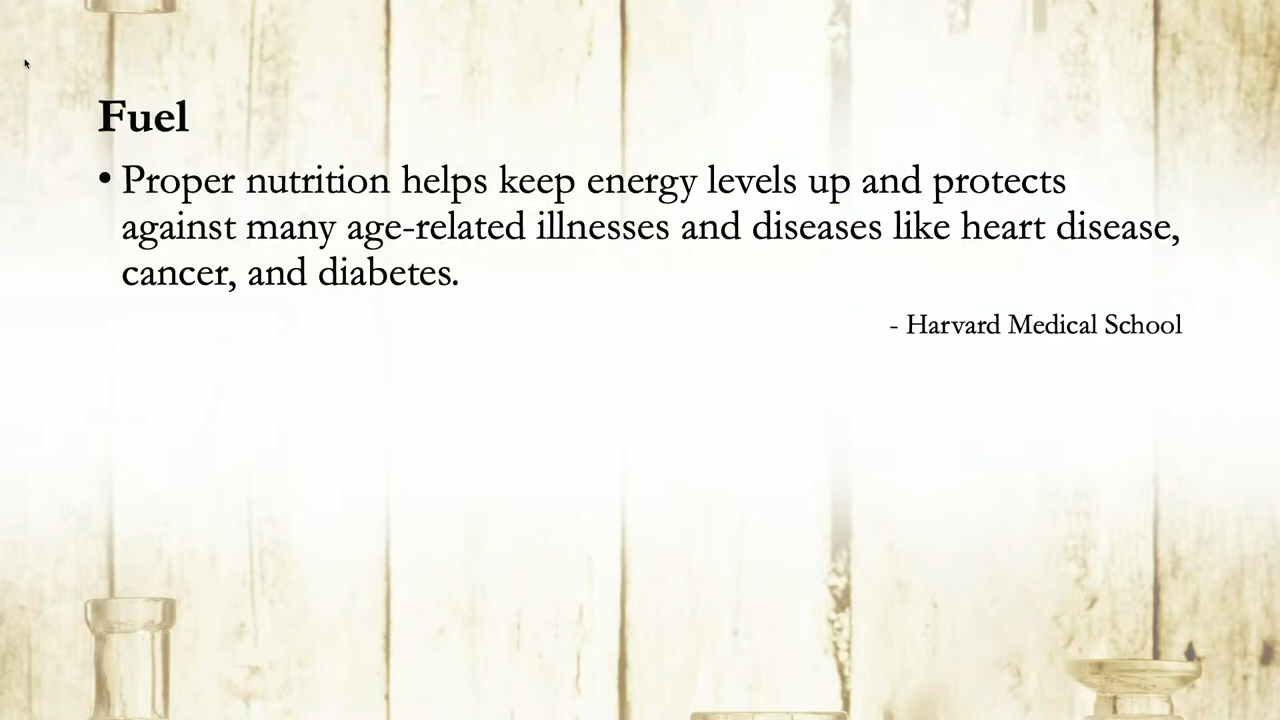 Fuel
• Proper nutrition helps keep energy levels up and protects
against many age-related illnesses and diseases like heart disease,
cancer, and diabetes.
- Harvard Medical School